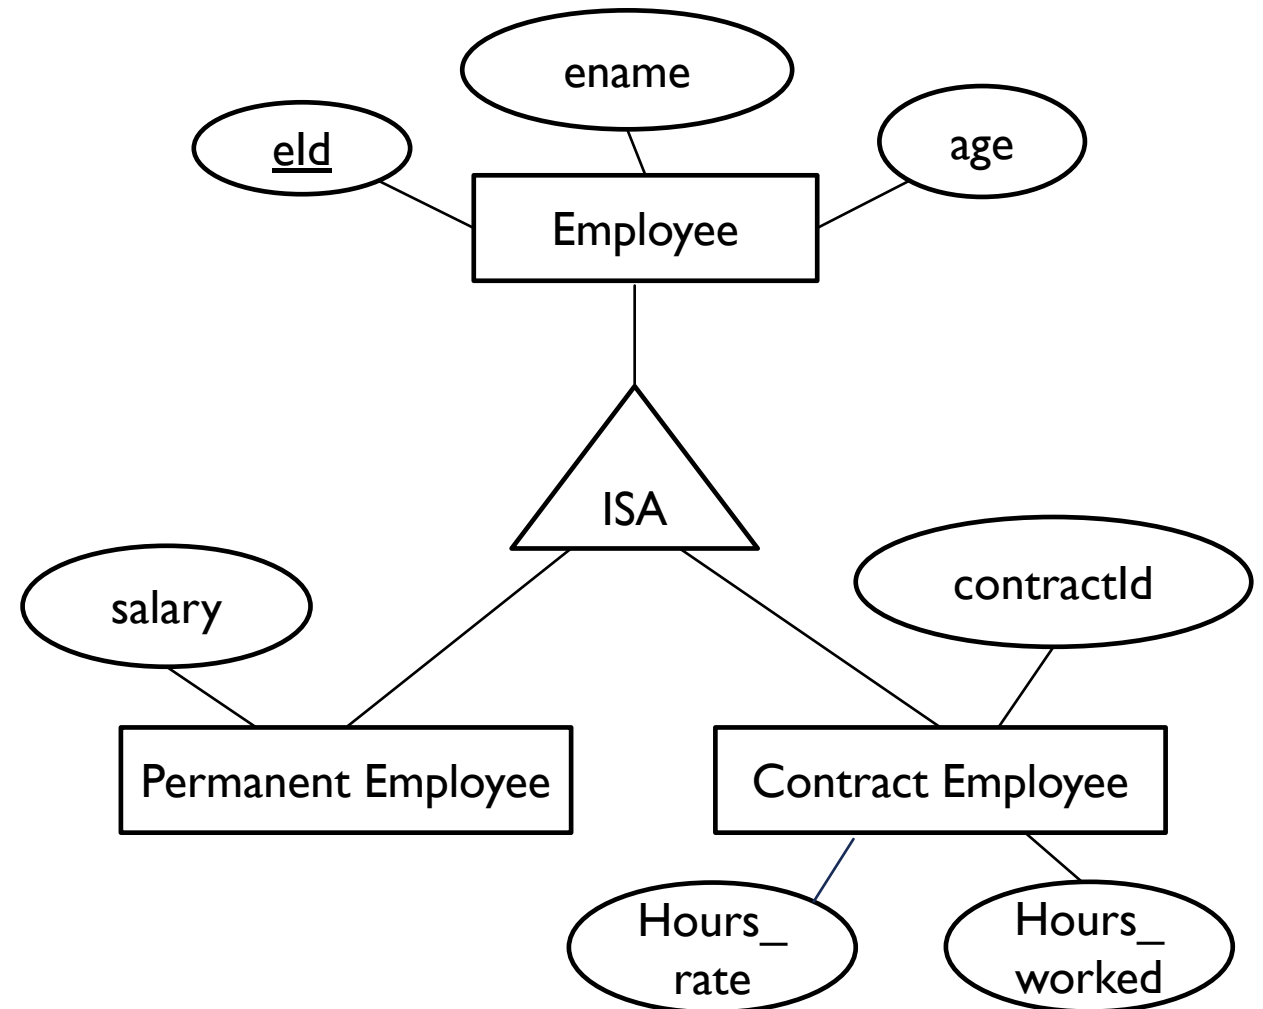 ename
eId
age
Employee
ISA
contractId
salary
Permanent Employee
Contract Employee
Hours_
rate
Hours_
worked